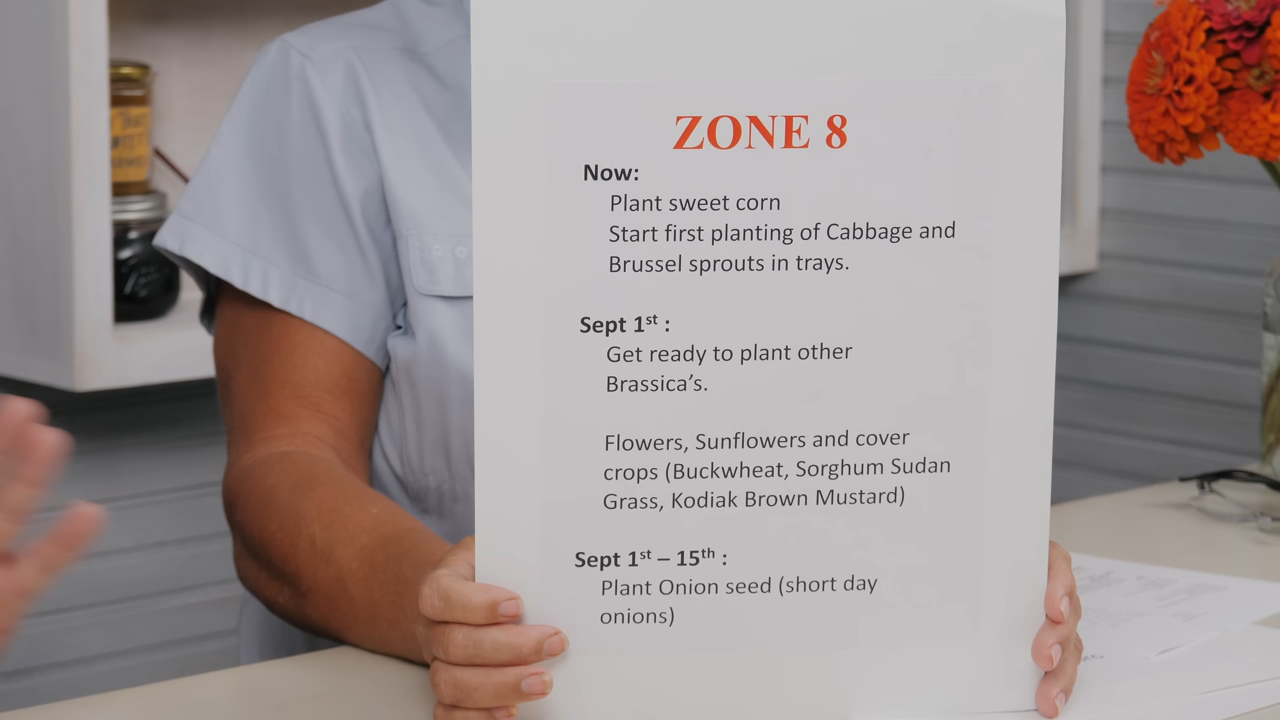 ZONE 8
Now:
Plant sweet corn
Start first planting of Cabbage and
Brussel sprouts in trays.
Sept 1st :
Get ready to plant other
Brassica's.
Flowers, Sunflowers and cover
crops (Buckwheat, Sorghum Sudan
Grass, Kodiak Brown Mustard)
Sept 1st – 15th :
Plant Onion seed (short day
onions)